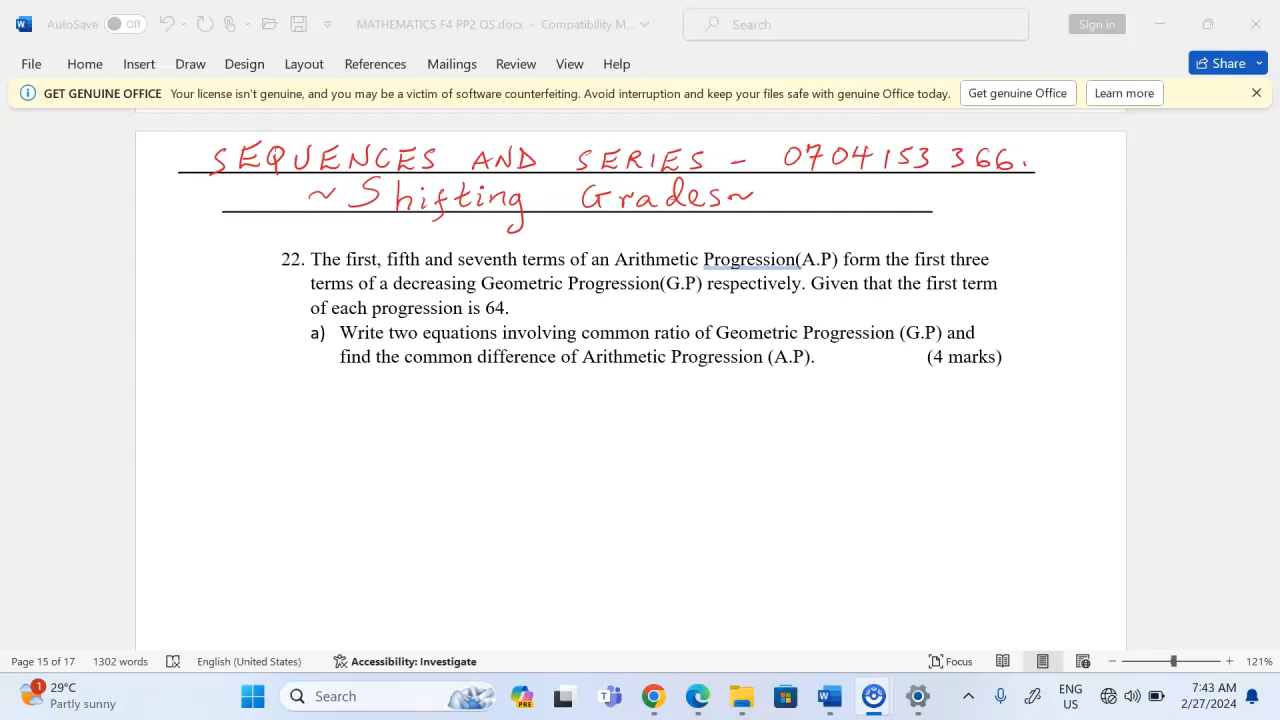 AutoSave Off MATHEMATICS F4 PP2 QS.docx - Compatibility M... Search Sign in
File Home Insert Draw Design Layout References Mailings Review View Help Share
GET GENUINE OFFICE Your license isn't genuine, and you may be a victim of software counterfeiting. Avoid interruption and keep your files safe with genuine Office today. Get genuine Office Learn more
SEQUENCES AND SERIES - 0704153 366.
~ Shifting Grades~
22. The first, fifth and seventh terms of an Arithmetic Progression(A.P) form the first three
terms of a decreasing Geometric Progression(G.P) respectively. Given that the first term
of each progression is 64.
a) Write two equations involving common ratio of Geometric Progression (G.P) and
find the common difference of Arithmetic Progression (A.P). (4 marks)
Page 15 of 17 1302 words English (United States) Accessibility: Investigate Focus 121%
1 29°C Search PRE ENG 7:43 AM
Partly sunny US 2/27/2024